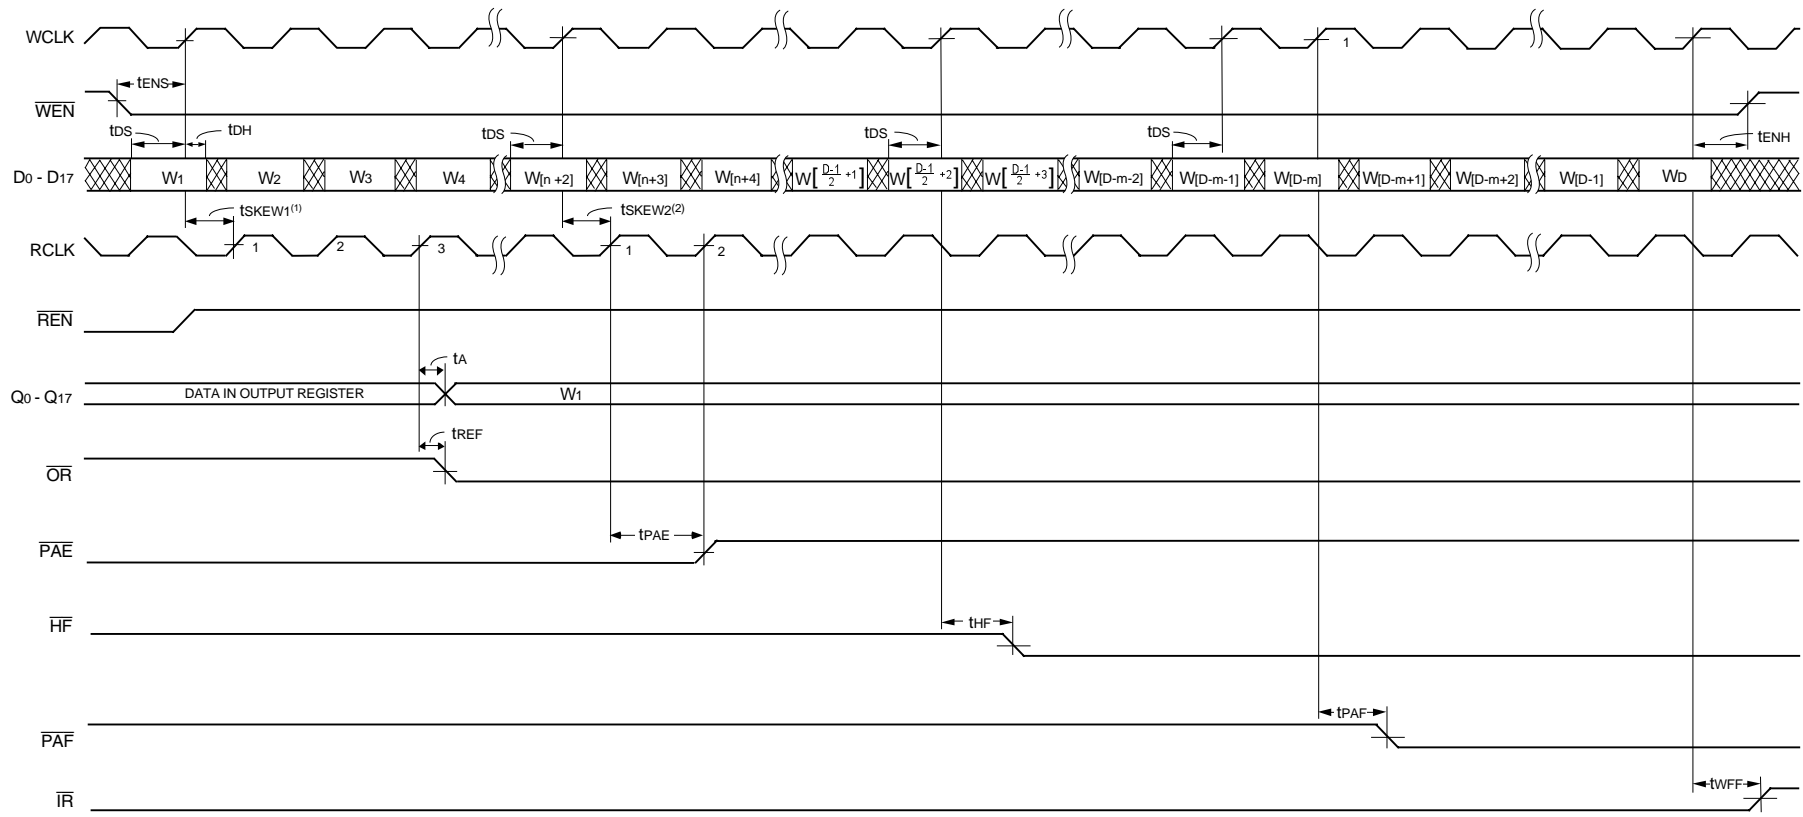 WCLK
1
tENS
WEN
tDS
tDH
tDS
tDS
tDS
tENH
D0 - D17
W1
W2
W3
W4
W[n +2]
W[n+3]
W[n+4]
W[ D-1/2 +1]
W[ D-1/2 +2]
W[ D-1/2 +3]
W[D-m-2]
W[D-m-1]
W[D-m]
W[D-m+1]
W[D-m+2]
W[D-1]
WD
tSKEW1(1)
tSKEW2(2)
RCLK
1
2
3
1
2
REN
tA
Q0 - Q17
DATA IN OUTPUT REGISTER
W1
tREF
OR
tPAE
PAE
tHF
HF
tPAF
PAF
tWFF
IR